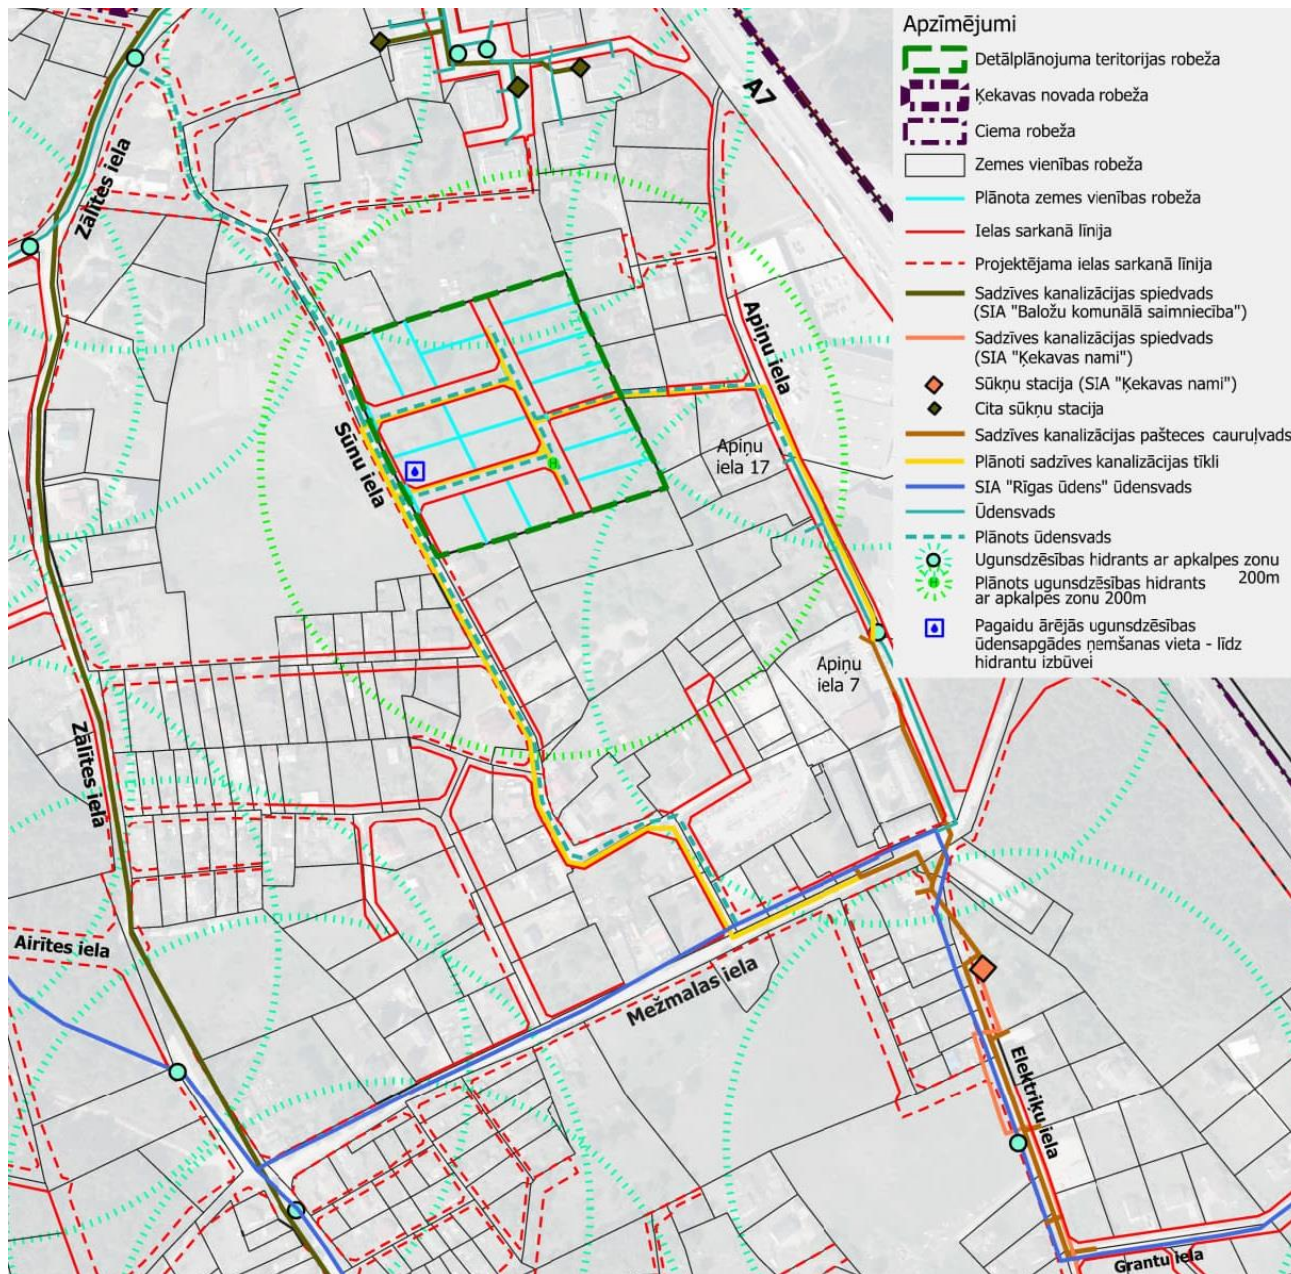 Apzīmējumi
Detālplānojuma teritorijas robeža
Ķekavas novada robeža
Ciema robeža
Zemes vienības robeža
Plānota zemes vienības robeža
Ielas sarkanā līnija
Projektējama ielas sarkanā līnija
Sadzīves kanalizācijas spiedvads
(SIA "Baložu komunālā saimniecība")
Sadzīves kanalizācijas spiedvads
(SIA "Ķekavas nami")
Sūkņu stacija (SIA "Ķekavas nami")
Cita sūkņu stacija
Sadzīves kanalizācijas pašteces cauruļvads
Plānoti sadzīves kanalizācijas tīkli
SIA "Rīgas ūdens" ūdensvads
Ūdensvads
Plānots ūdensvads
Ugunsdzēsības hidrants ar apkalpes zonu
200m
H
Plānots ugunsdzēsības hidrants
ar apkalpes zonu 200m
Pagaidu ārējās ugunsdzēsības
ūdensapgādes ņemšanas vieta - līdz
hidrantu izbūvei
A7
Zālītes iela
Apiņu iela
Sūnu iela
Apiņu
iela 17
H
Apiņu
iela 7
Zālītes iela
Airītes iela
Mežmalas iela
Elektriķu iela
Grantu iela